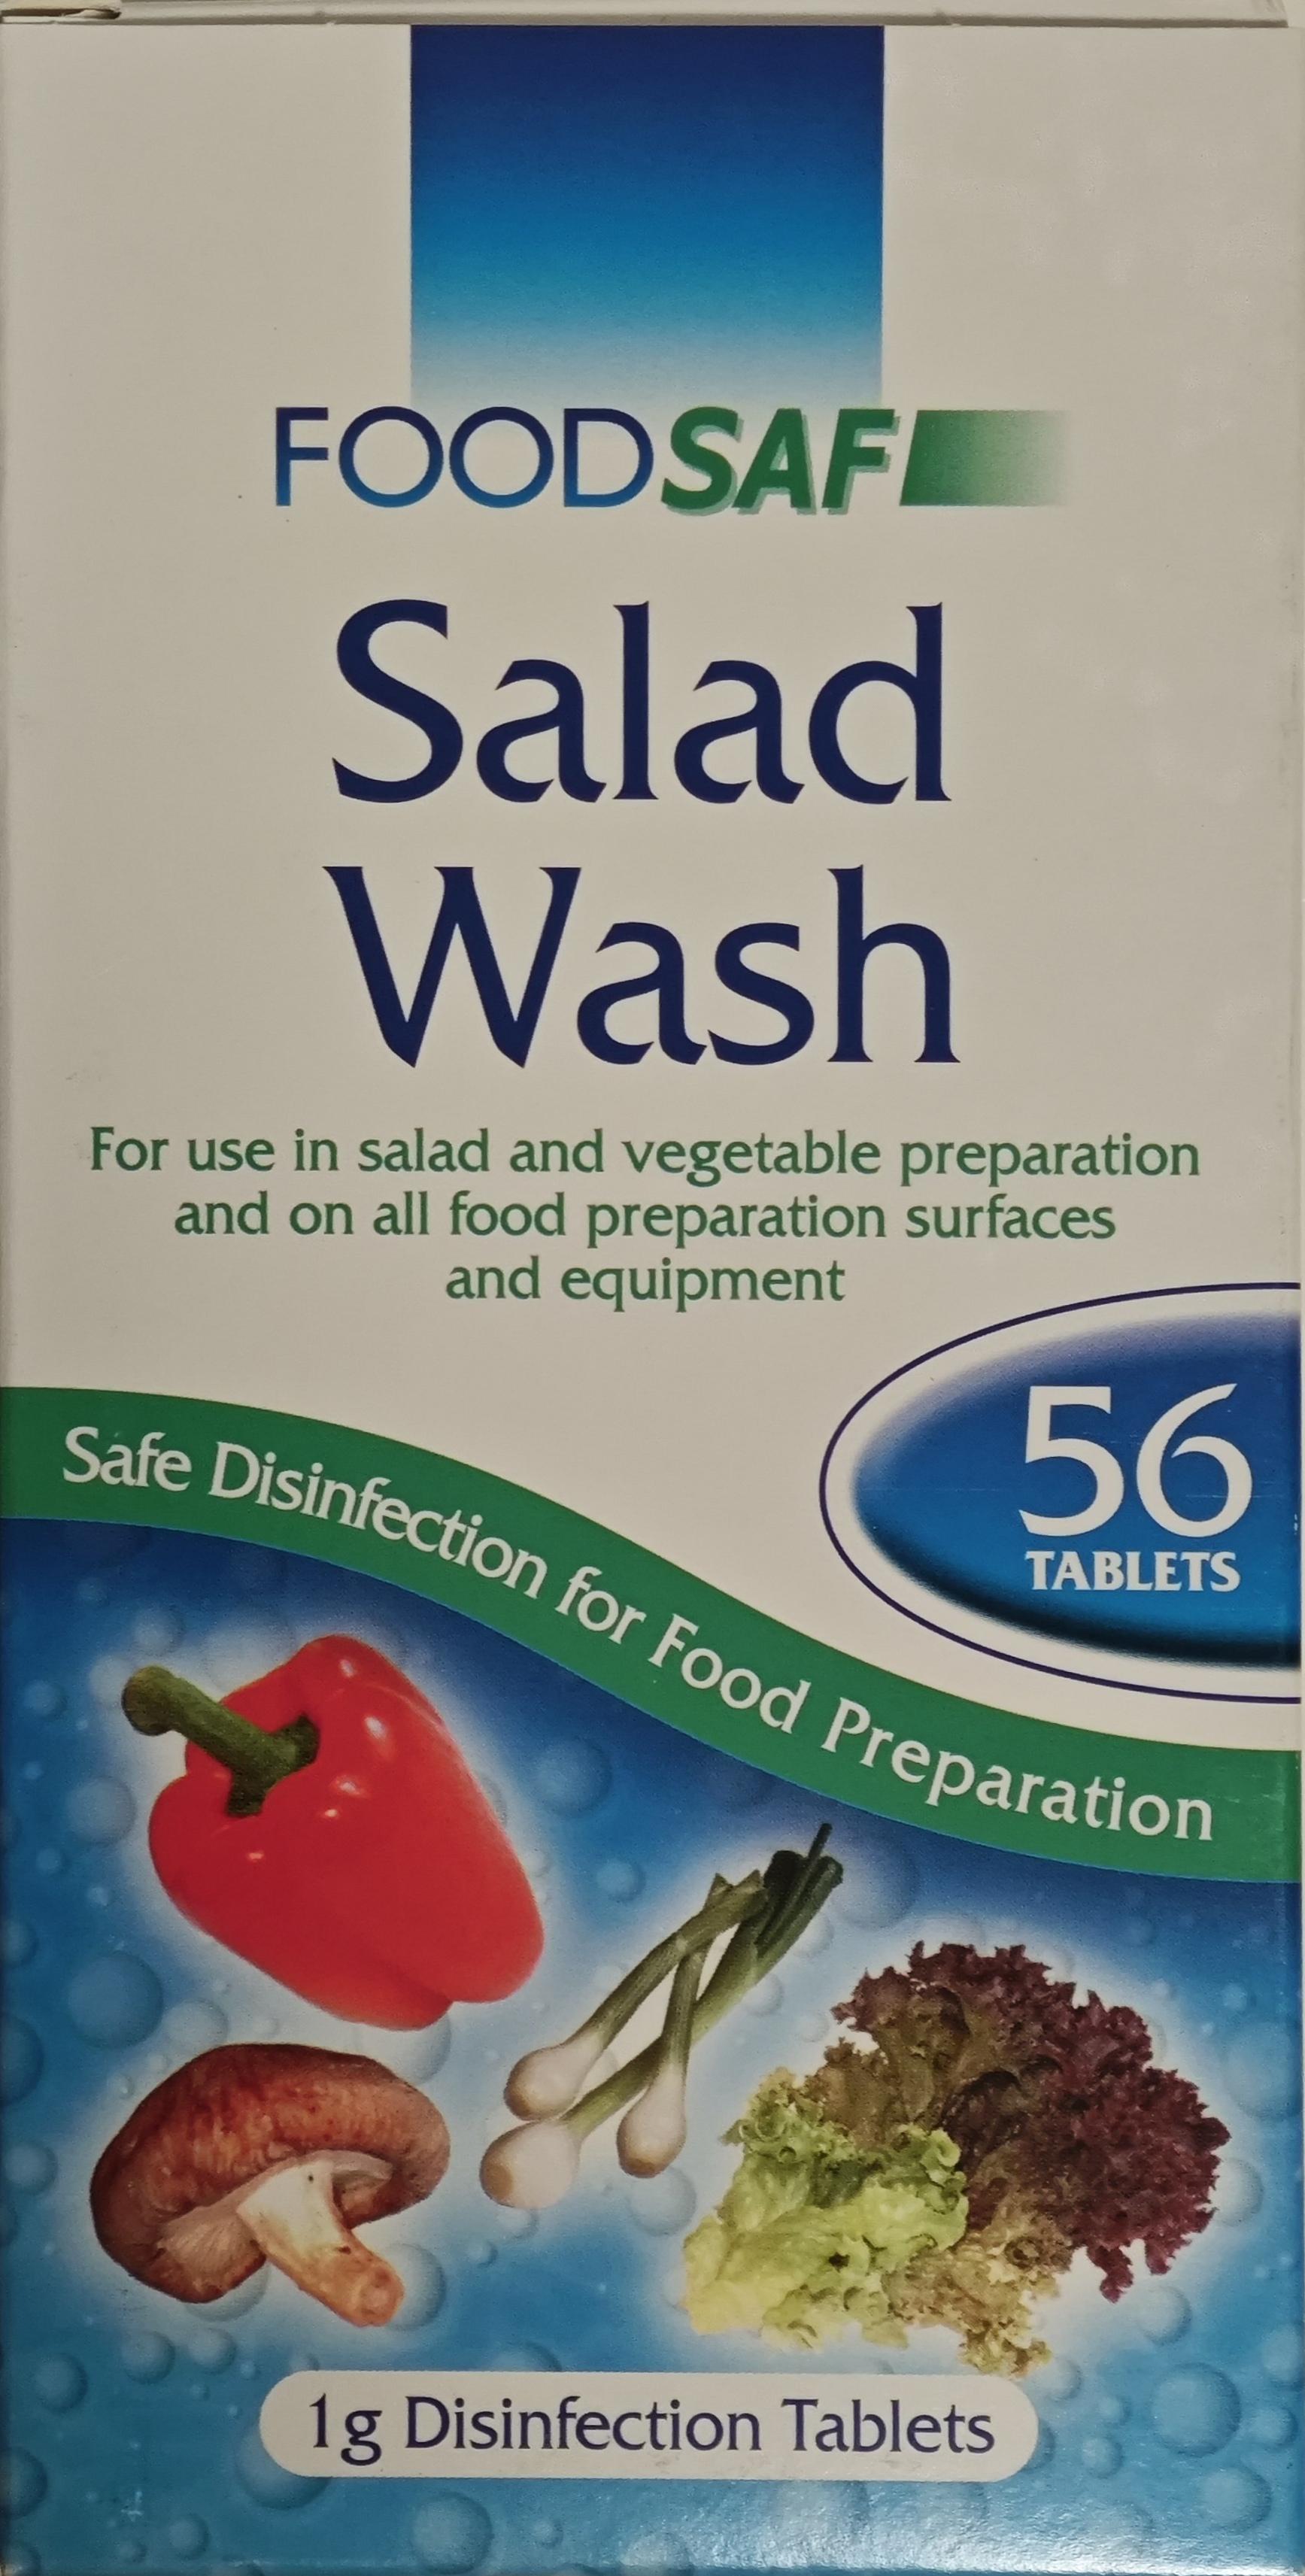 FOODSAF
Salad
Wash
For use in salad and vegetable preparation
and on all food preparation surfaces
and equipment
56
TABLETS
Safe Disinfection for Food Preparation
1g Disinfection Tablets